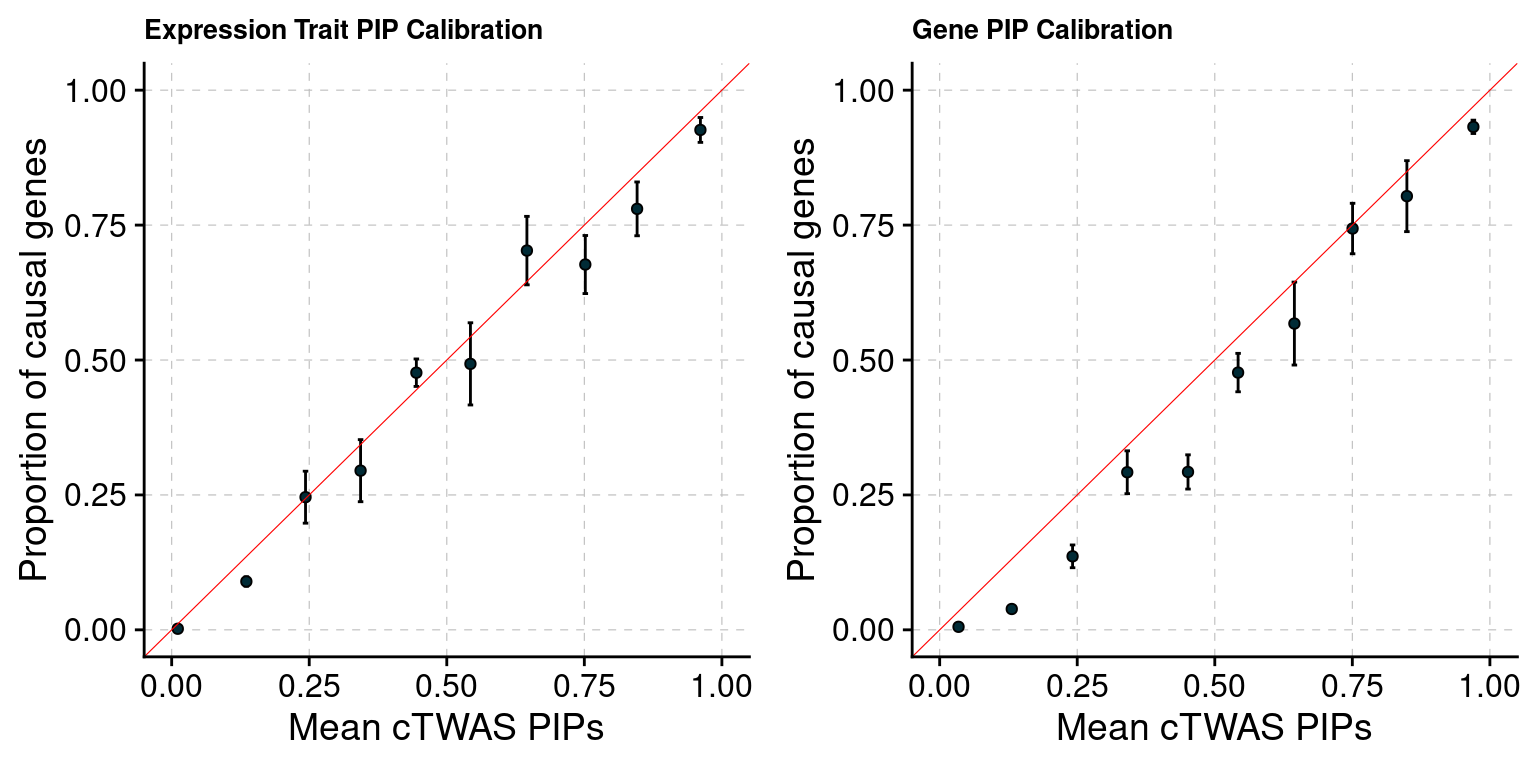 Expression Trait PIP Calibration
Proportion of causal genes
1.00
0.75
0.50
0.25
0.00
0.00 0.25 0.50 0.75 1.00
Mean cTWAS PIPs
Gene PIP Calibration
Proportion of causal genes
1.00
0.75
0.50
0.25
0.00
0.00 0.25 0.50 0.75 1.00
Mean cTWAS PIPs